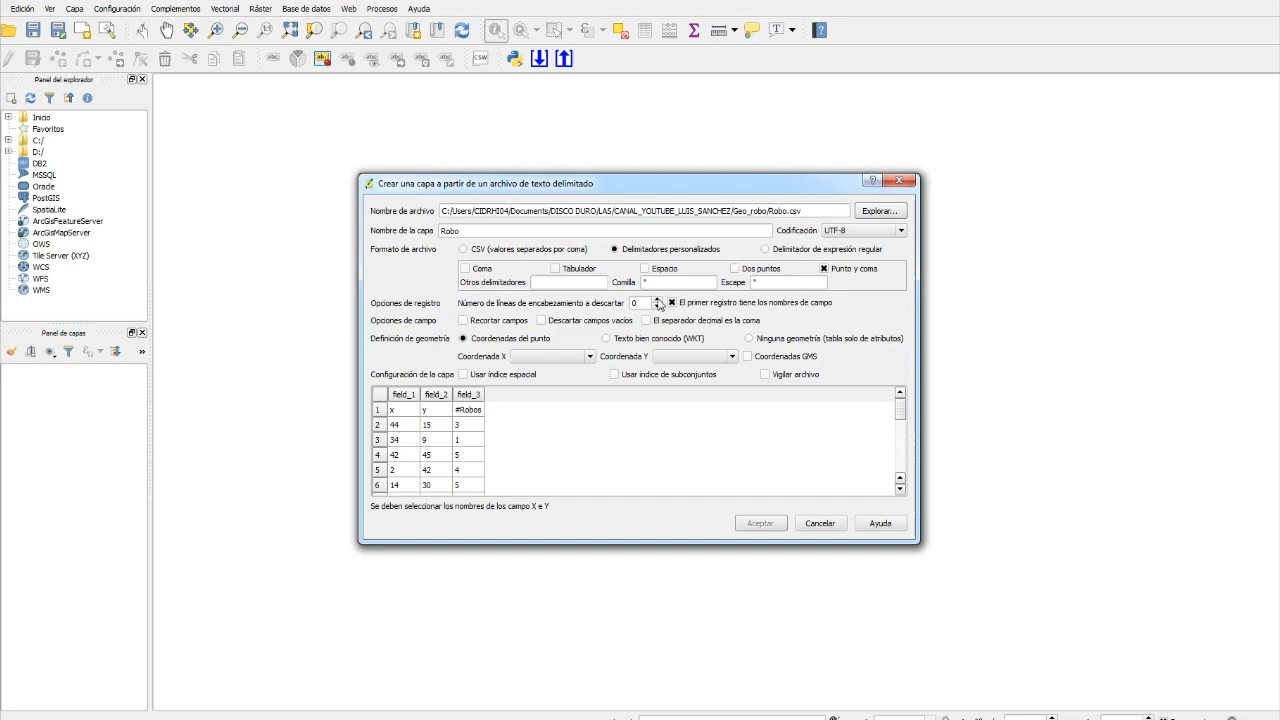 Edición Ver Capa Configuración Complementos Vectorial Ráster Base de datos Web Procesos Ayuda
CSW
Panel del explorador
Inicio
Favoritos
C:/
D:/
DB2
MSSQL
Oracle
PostGIS
SpatiaLite
ArcGisFeatureServer
ArcGisMapServer
OWS
Tile Server (XYZ)
WCS
WFS
WMS
Panel de capas
Crear una capa a partir de un archivo de texto delimitado
Nombre de archivo C:/Users/CIDRHI04/Documents/DISCO DURO/LAS/CANAL_YOUTUBE_LUIS_SANCHEZ/Geo_robo/Robo.csv Explorar...
Nombre de la capa Robo Codificación UTF-8
Formato de archivo CSV (valores separados por coma) Delimitadores personalizados Delimitador de expresión regular
Coma Tabulador Espacio Dos puntos Punto y coma
Otros delimitadores Comilla " Escape "
Opciones de registro Número de líneas de encabezamiento a descartar 0 El primer registro tiene los nombres de campo
Opciones de campo Recortar campos Descartar campos vacíos El separador decimal es la coma
Definición de geometría Coordenadas del punto Texto bien conocido (WKT) Ninguna geometría (tabla solo de atributos)
Coordenada X Coordenada Y Coordenadas GMS
Configuración de la capa Usar índice espacial Usar índice de subconjuntos Vigilar archivo
field_1 field_2 field_3
1 x y #Robos
2 44 15 3
3 34 9 1
4 42 45 5
5 2 42 4
6 14 30 5
Se deben seleccionar los nombres de los campo X e Y
Aceptar Cancelar Ayuda